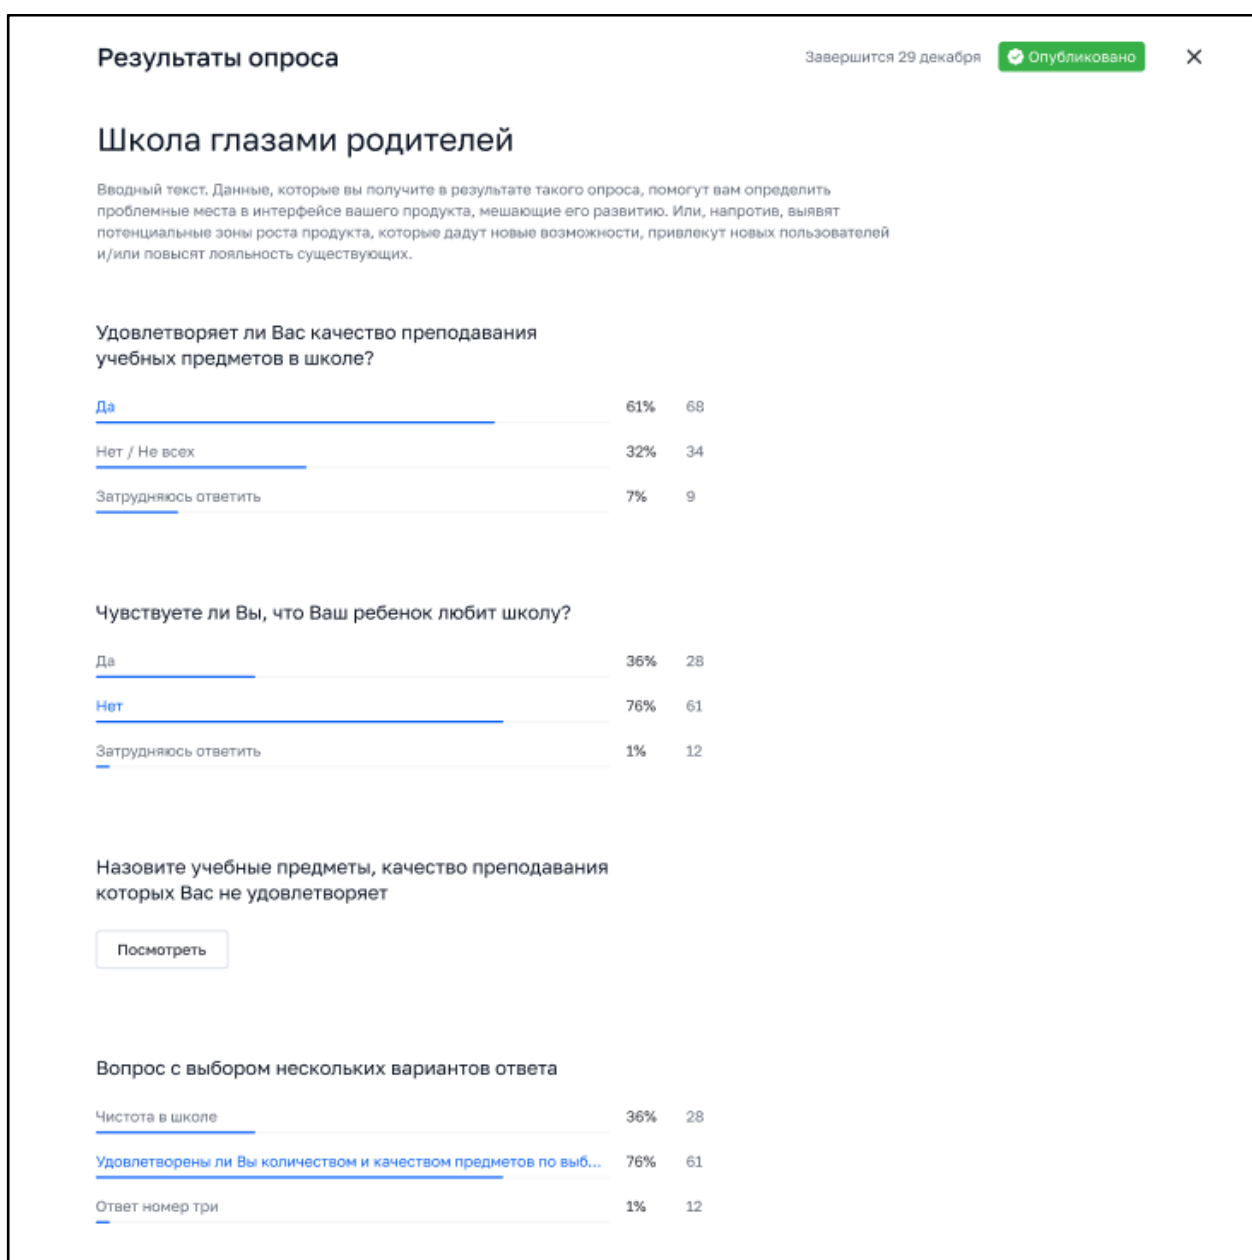 Результаты опроса
Завершится 29 декабря
Опубликовано
Школа глазами родителей
Вводный текст. Данные, которые вы получите в результате такого опроса, помогут вам определить
проблемные места в интерфейсе вашего продукта, мешающие его развитию. Или, напротив, выявят
потенциальные зоны роста продукта, которые дадут новые возможности, привлекут новых пользователей
и/или повысят лояльность существующих.
Удовлетворяет ли Вас качество преподавания
учебных предметов в школе?
Да 61% 68
Нет / Не всех 32% 34
Затрудняюсь ответить 7% 9
Чувствуете ли Вы, что Ваш ребенок любит школу?
Да 36% 28
Нет 76% 61
Затрудняюсь ответить 1% 12
Назовите учебные предметы, качество преподавания
которых Вас не удовлетворяет
Посмотреть
Вопрос с выбором нескольких вариантов ответа
Чистота в школе 36% 28
Удовлетворены ли Вы количеством и качеством предметов по выб... 76% 61
Ответ номер три 1% 12